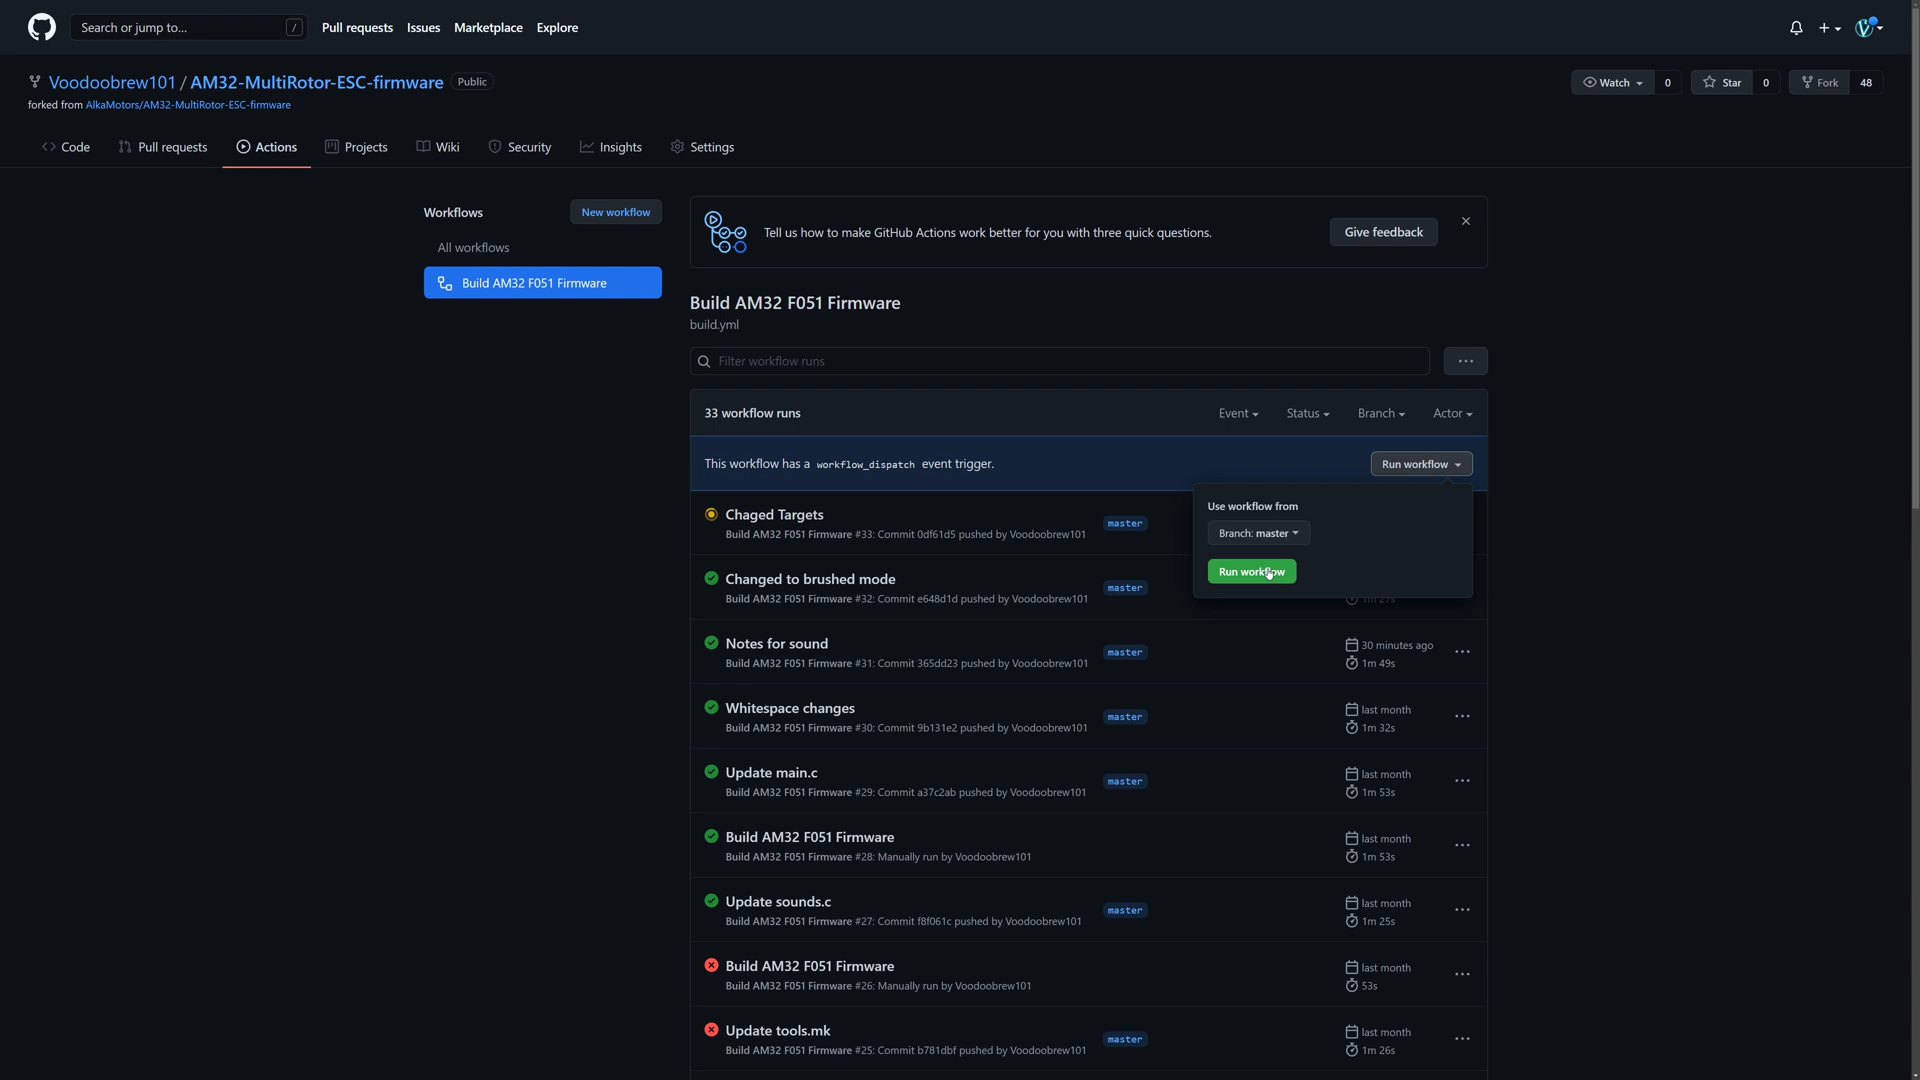 Search or jump to... /
Pull requests Issues Marketplace Explore
Voodoobrew101 / AM32-MultiRotor-ESC-firmware Public
Watch 0 Star 0 Fork 48
forked from AlkaMotors/AM32-MultiRotor-ESC-firmware
Code Pull requests Actions Projects Wiki Security Insights Settings
Workflows New workflow
All workflows
Build AM32 F051 Firmware
Tell us how to make GitHub Actions work better for you with three quick questions. Give feedback
Build AM32 F051 Firmware
build.yml
Filter workflow runs
33 workflow runs Event Status Branch Actor
This workflow has a workflow_dispatch event trigger. Run workflow
Use workflow from
Branch: master
Run workflow
Chaged Targets
Build AM32 F051 Firmware #33: Commit 0df61d5 pushed by Voodoobrew101
master
Changed to brushed mode
Build AM32 F051 Firmware #32: Commit e648d1d pushed by Voodoobrew101
master
Notes for sound
Build AM32 F051 Firmware #31: Commit 365dd23 pushed by Voodoobrew101
master
30 minutes ago
1m 49s
Whitespace changes
Build AM32 F051 Firmware #30: Commit 9b131e2 pushed by Voodoobrew101
master
last month
1m 32s
Update main.c
Build AM32 F051 Firmware #29: Commit a37c2ab pushed by Voodoobrew101
master
last month
1m 53s
Build AM32 F051 Firmware
Build AM32 F051 Firmware #28: Manually run by Voodoobrew101
last month
1m 53s
Update sounds.c
Build AM32 F051 Firmware #27: Commit f8f061c pushed by Voodoobrew101
master
last month
1m 25s
Build AM32 F051 Firmware
Build AM32 F051 Firmware #26: Manually run by Voodoobrew101
last month
53s
Update tools.mk
Build AM32 F051 Firmware #25: Commit b781dbf pushed by Voodoobrew101
master
last month
1m 26s